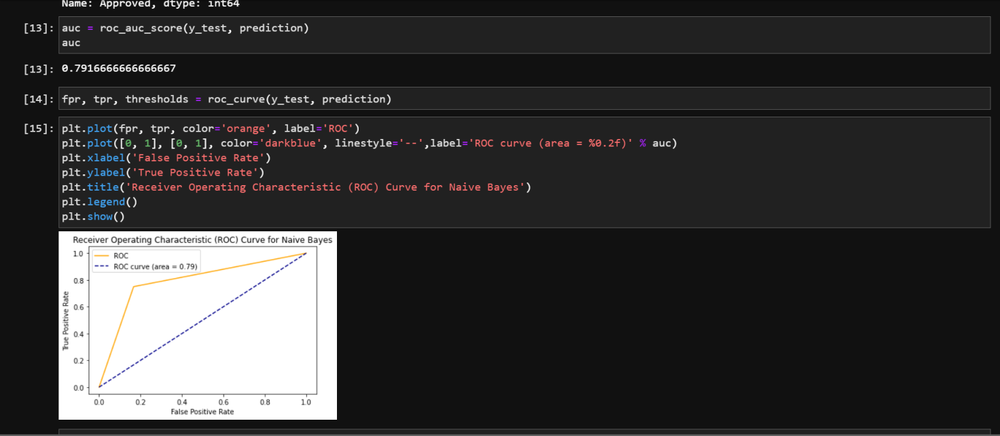 Name: Approved, dtype: int64
[13]: auc = roc_auc_score(y_test, prediction)
auc
[13]: 0.7916666666666667
[14]: fpr, tpr, thresholds = roc_curve(y_test, prediction)
[15]: plt.plot(fpr, tpr, color='orange', label='ROC')
plt.plot([0, 1], [0, 1], color='darkblue', linestyle='--',label='ROC curve (area = %0.2f)' % auc)
plt.xlabel('False Positive Rate')
plt.ylabel('True Positive Rate')
plt.title('Receiver Operating Characteristic (ROC) Curve for Naive Bayes')
plt.legend()
plt.show()
Receiver Operating Characteristic (ROC) Curve for Naive Bayes
ROC
ROC curve (area = 0.79)
True Positive Rate
1.0
0.8
0.6
0.4
0.2
0.0
0.0 0.2 0.4 0.6 0.8 1.0
False Positive Rate